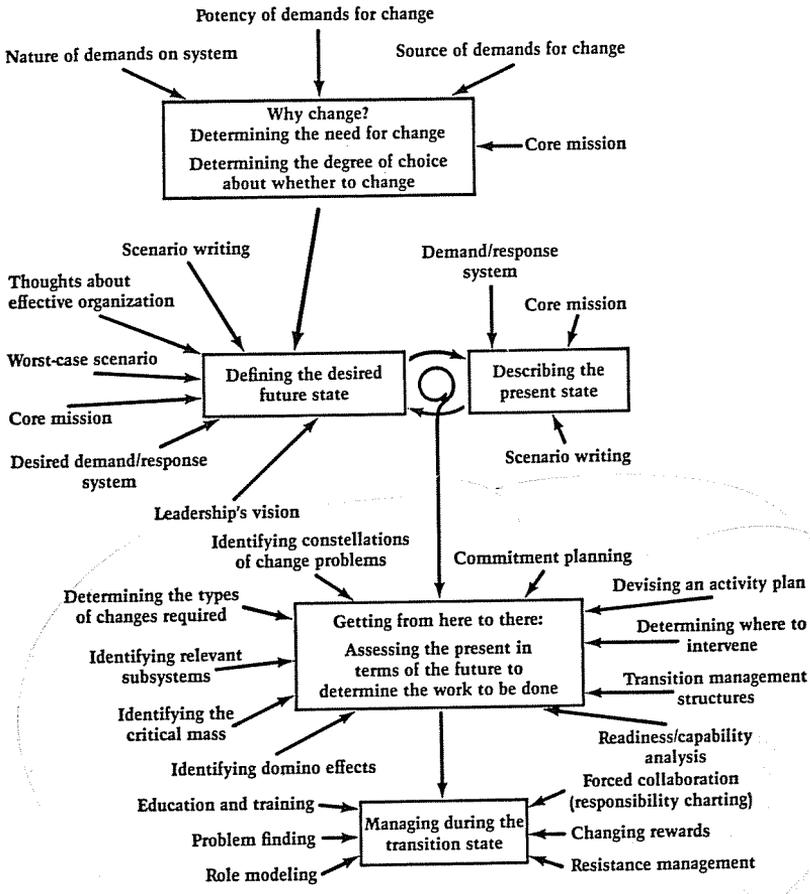 Potency of demands for change
Nature of demands on system
Source of demands for change
Why change?
Determining the need for change
Determining the degree of choice
about whether to change
Core mission
Scenario writing
Thoughts about
effective organization
Worst-case scenario
Core mission
Desired demand/response
system
Leadership's vision
Defining the desired
future state
Demand/response
system
Core mission
Describing the
present state
Scenario writing
Identifying constellations
of change problems
Commitment planning
Determining the types
of changes required
Devising an activity plan
Identifying relevant
subsystems
Determining where to
intervene
Getting from here to there:
Assessing the present in
terms of the future to
determine the work to be done
Identifying the
critical mass
Transition management
structures
Identifying domino effects
Readiness/capability
analysis
Education and training
Problem finding
Role modeling
Managing during the
transition state
Forced collaboration
(responsibility charting)
Changing rewards
Resistance management